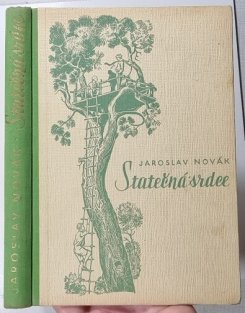 JAROSLAV NOVÁK
Statečná srdce
JAROSLAV NOVÁK - Statečná srdce